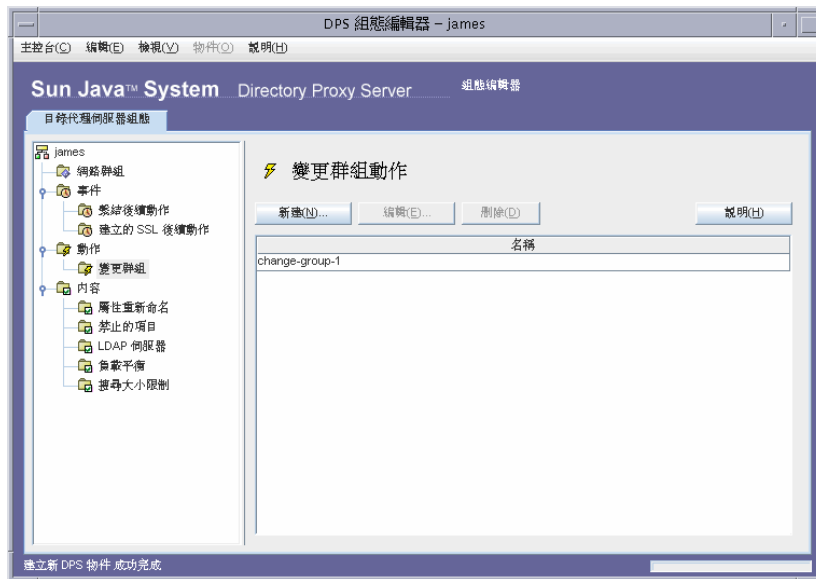 DPS 組態編輯器 – james
主控台(C) 編輯(E) 檢視(V) 物件(O) 說明(H)
Sun Java™ System Directory Proxy Server 組態編輯器
目錄代理伺服器組態
james
網路群組
事件
繫結後續動作
建立的 SSL 後續動作
動作
變更群組
內容
屬性重新命名
禁止的項目
LDAP 伺服器
負載平衡
搜尋大小限制
變更群組動作
新建(N)... 編輯(E)... 刪除(D) 說明(H)
名稱
change-group-1
建立新 DPS 物件 成功完成